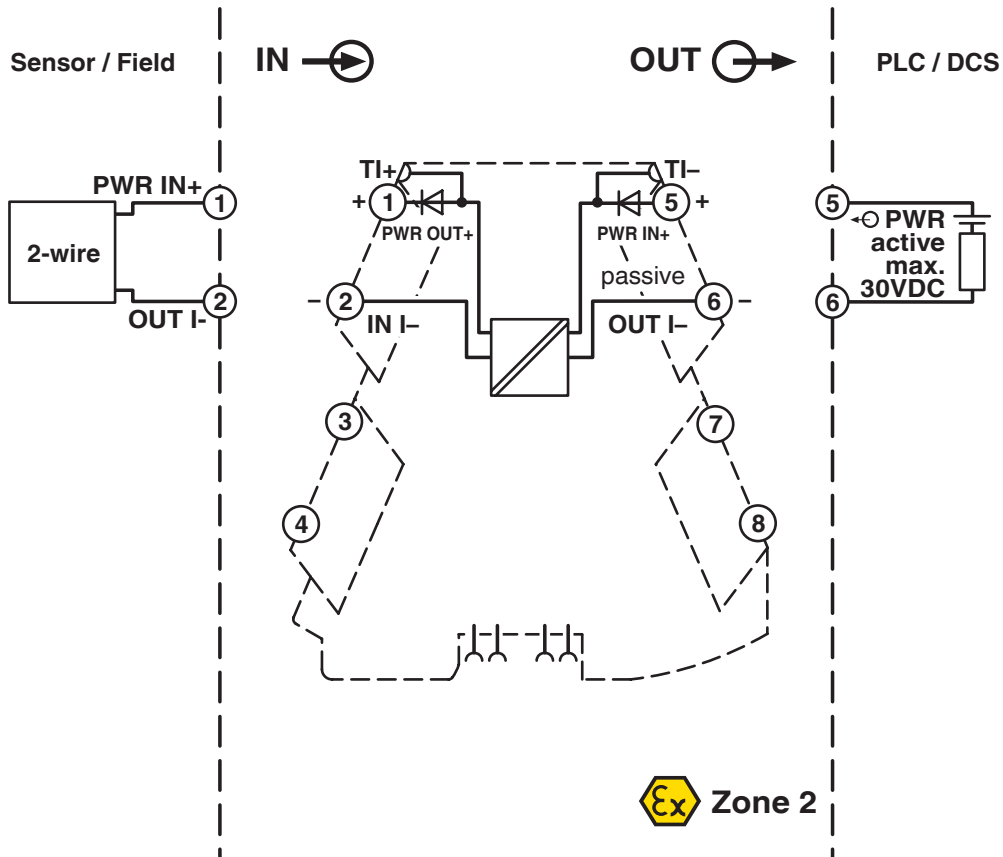 Sensor / Field
IN
OUT
PLC / DCS
PWR IN+
1
2-wire
2
OUT I-
TI+
TI–
+ 1
5 +
PWR OUT+
PWR IN+
passive
– 2
6 –
IN I–
OUT I–
3
7
4
8
5
PWR
active
max.
30VDC
6
Ex Zone 2